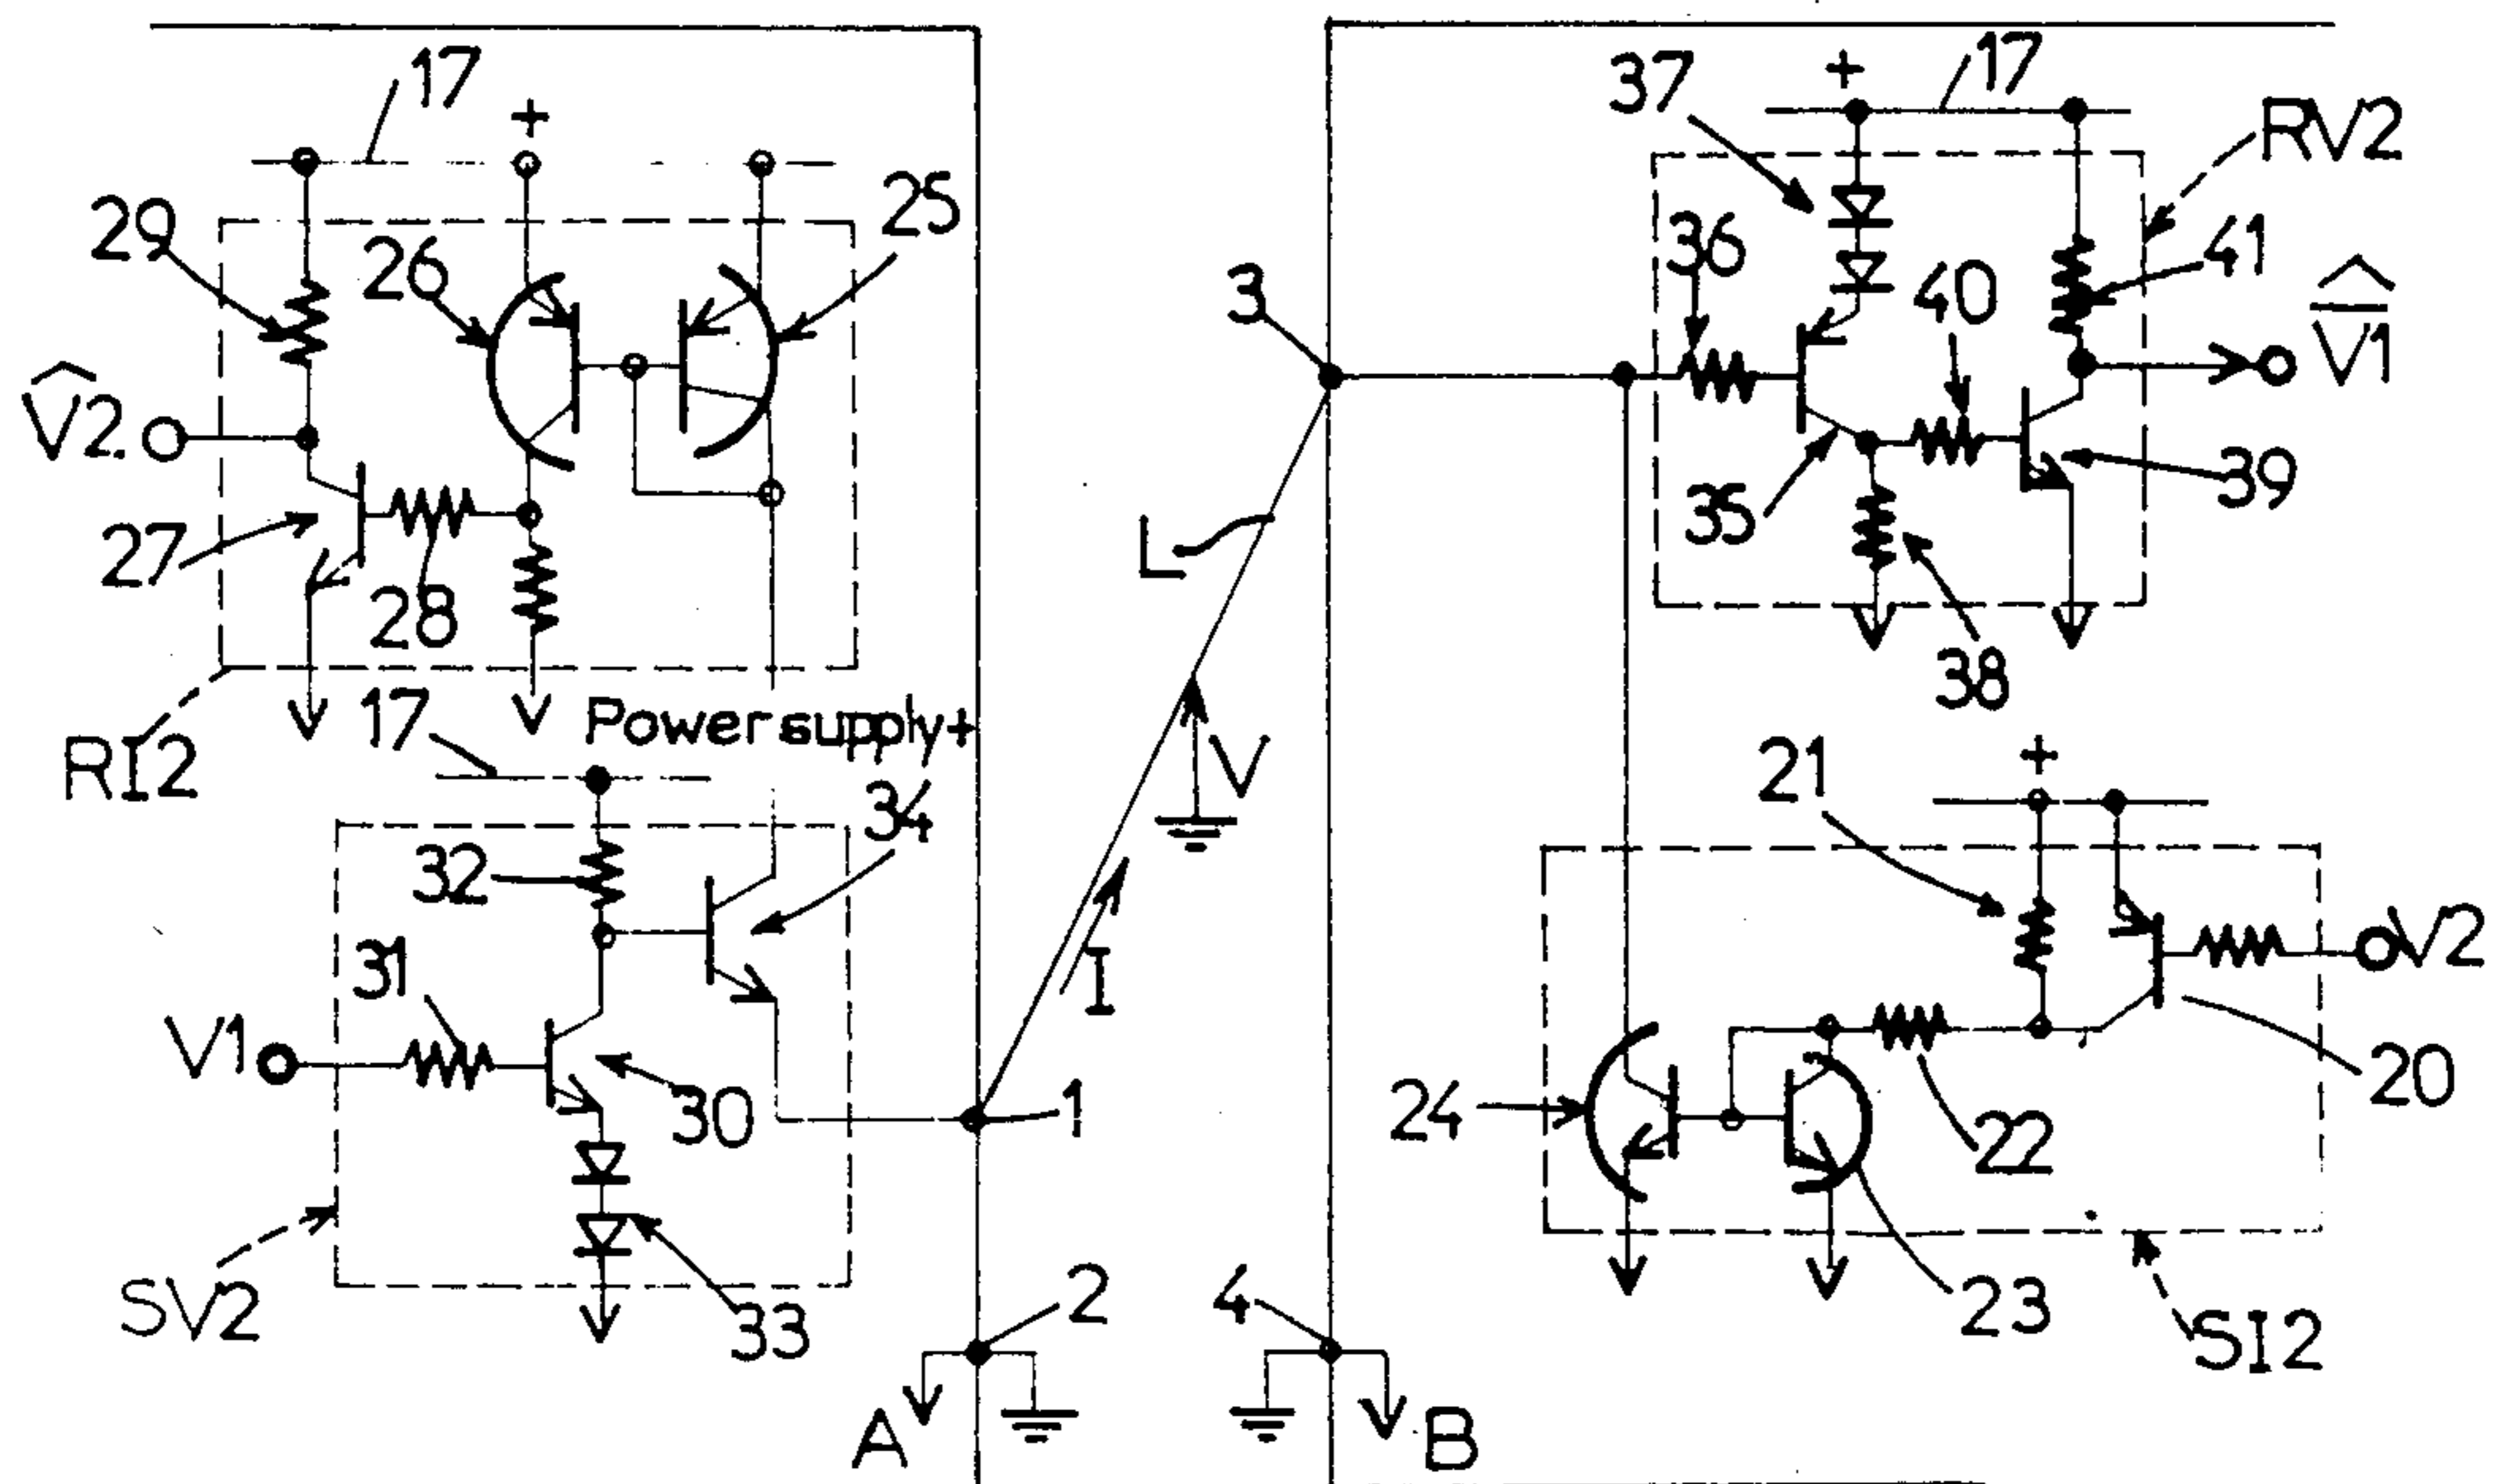 17
+
29
26
25
V̂2.
27
28
RI2
17
Power supply+
34
32
31
V1
30
33
SV2
1
2
A
3
L
V
I
4
B
37
+
17
RV2
36
40
41
V̅̂1
35
39
38
21
+
V2
24
22
20
23
SI2